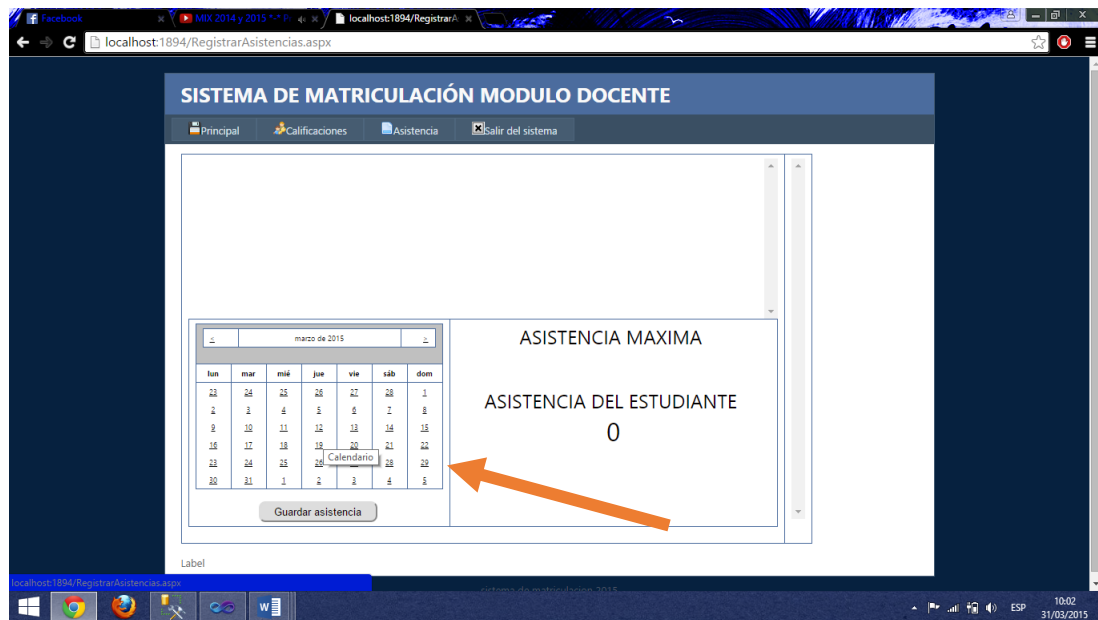 Facebook
MIX 2014 y 2015
localhost:1894/RegistrarA
localhost:1894/RegistrarAsistencias.aspx
SISTEMA DE MATRICULACIÓN MODULO DOCENTE
Principal Calificaciones Asistencia Salir del sistema
< marzo de 2015 >
lun mar mié jue vie sáb dom
23 24 25 26 27 28 1
2 3 4 5 6 7 8
9 10 11 12 13 14 15
16 17 18 19 20 21 22
23 24 25 26 28 29
30 31 1 2 3 4 5
Calendario
Guardar asistencia
ASISTENCIA MAXIMA
ASISTENCIA DEL ESTUDIANTE
0
Label
localhost:1894/RegistrarAsistencias.aspx
sistema de matriculacion 2015
ESP
10:02
31/03/2015